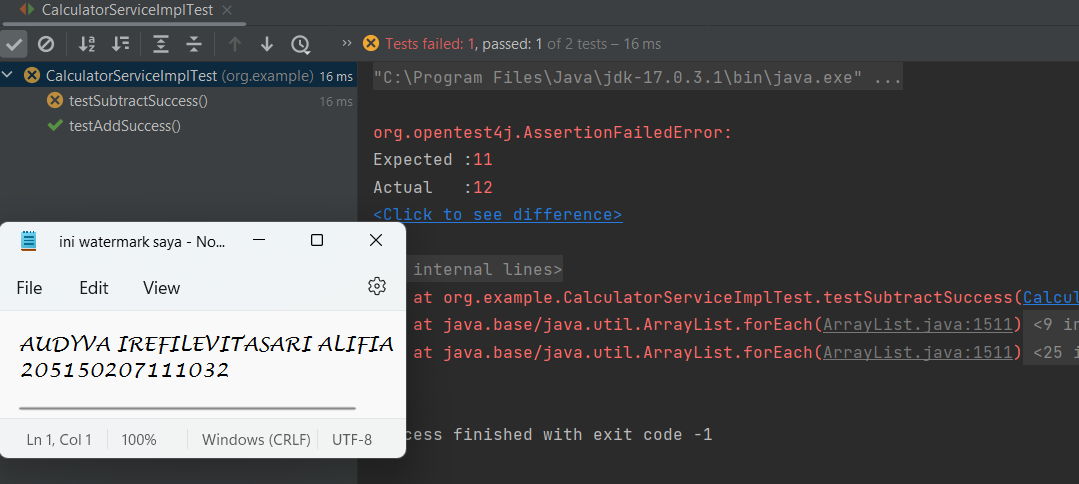 CalculatorServiceImplTest
Tests failed: 1, passed: 1 of 2 tests – 16 ms
CalculatorServiceImplTest (org.example) 16 ms
testSubtractSuccess() 16 ms
testAddSuccess()
"C:\Program Files\Java\jdk-17.0.3.1\bin\java.exe" ...
org.opentest4j.AssertionFailedError:
Expected :11
Actual   :12
<Click to see difference>
internal lines>
at org.example.CalculatorServiceImplTest.testSubtractSuccess(Calcul
at java.base/java.util.ArrayList.forEach(ArrayList.java:1511) <9 in
at java.base/java.util.ArrayList.forEach(ArrayList.java:1511) <25 i
cess finished with exit code -1
ini watermark saya - No...
File Edit View
AUDYVA IREFILEVITASARI ALIFIA
205150207111032
Ln 1, Col 1 100% Windows (CRLF) UTF-8